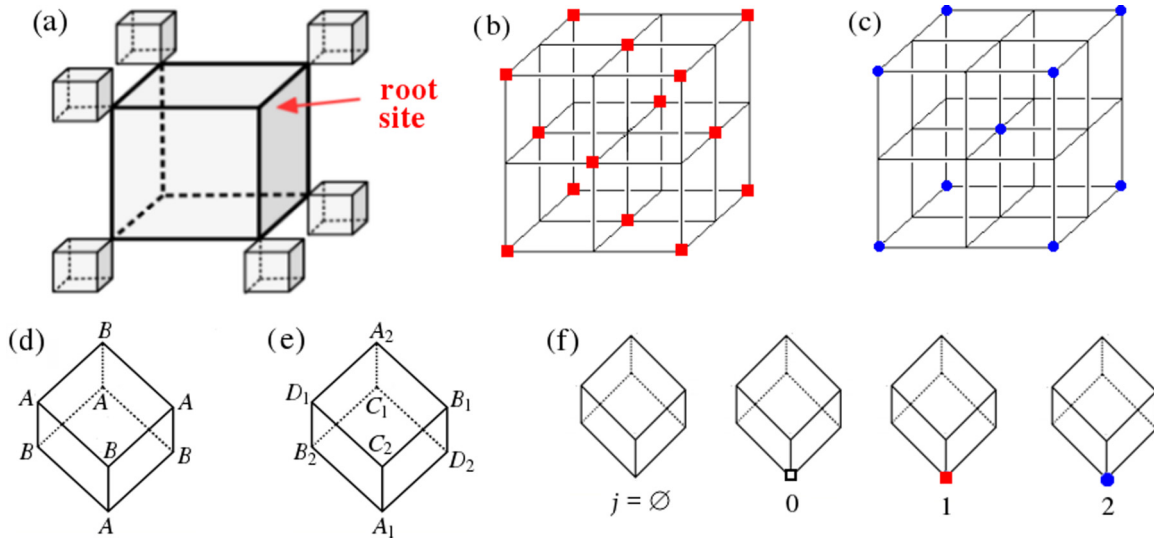 (a)
root
site
(b)
(c)
(d)
B
A
A
A
B
B
B
A
(e)
A₂
D₁
C₁
B₁
B₂
C₂
D₂
A₁
(f)
j = ∅
0
1
2